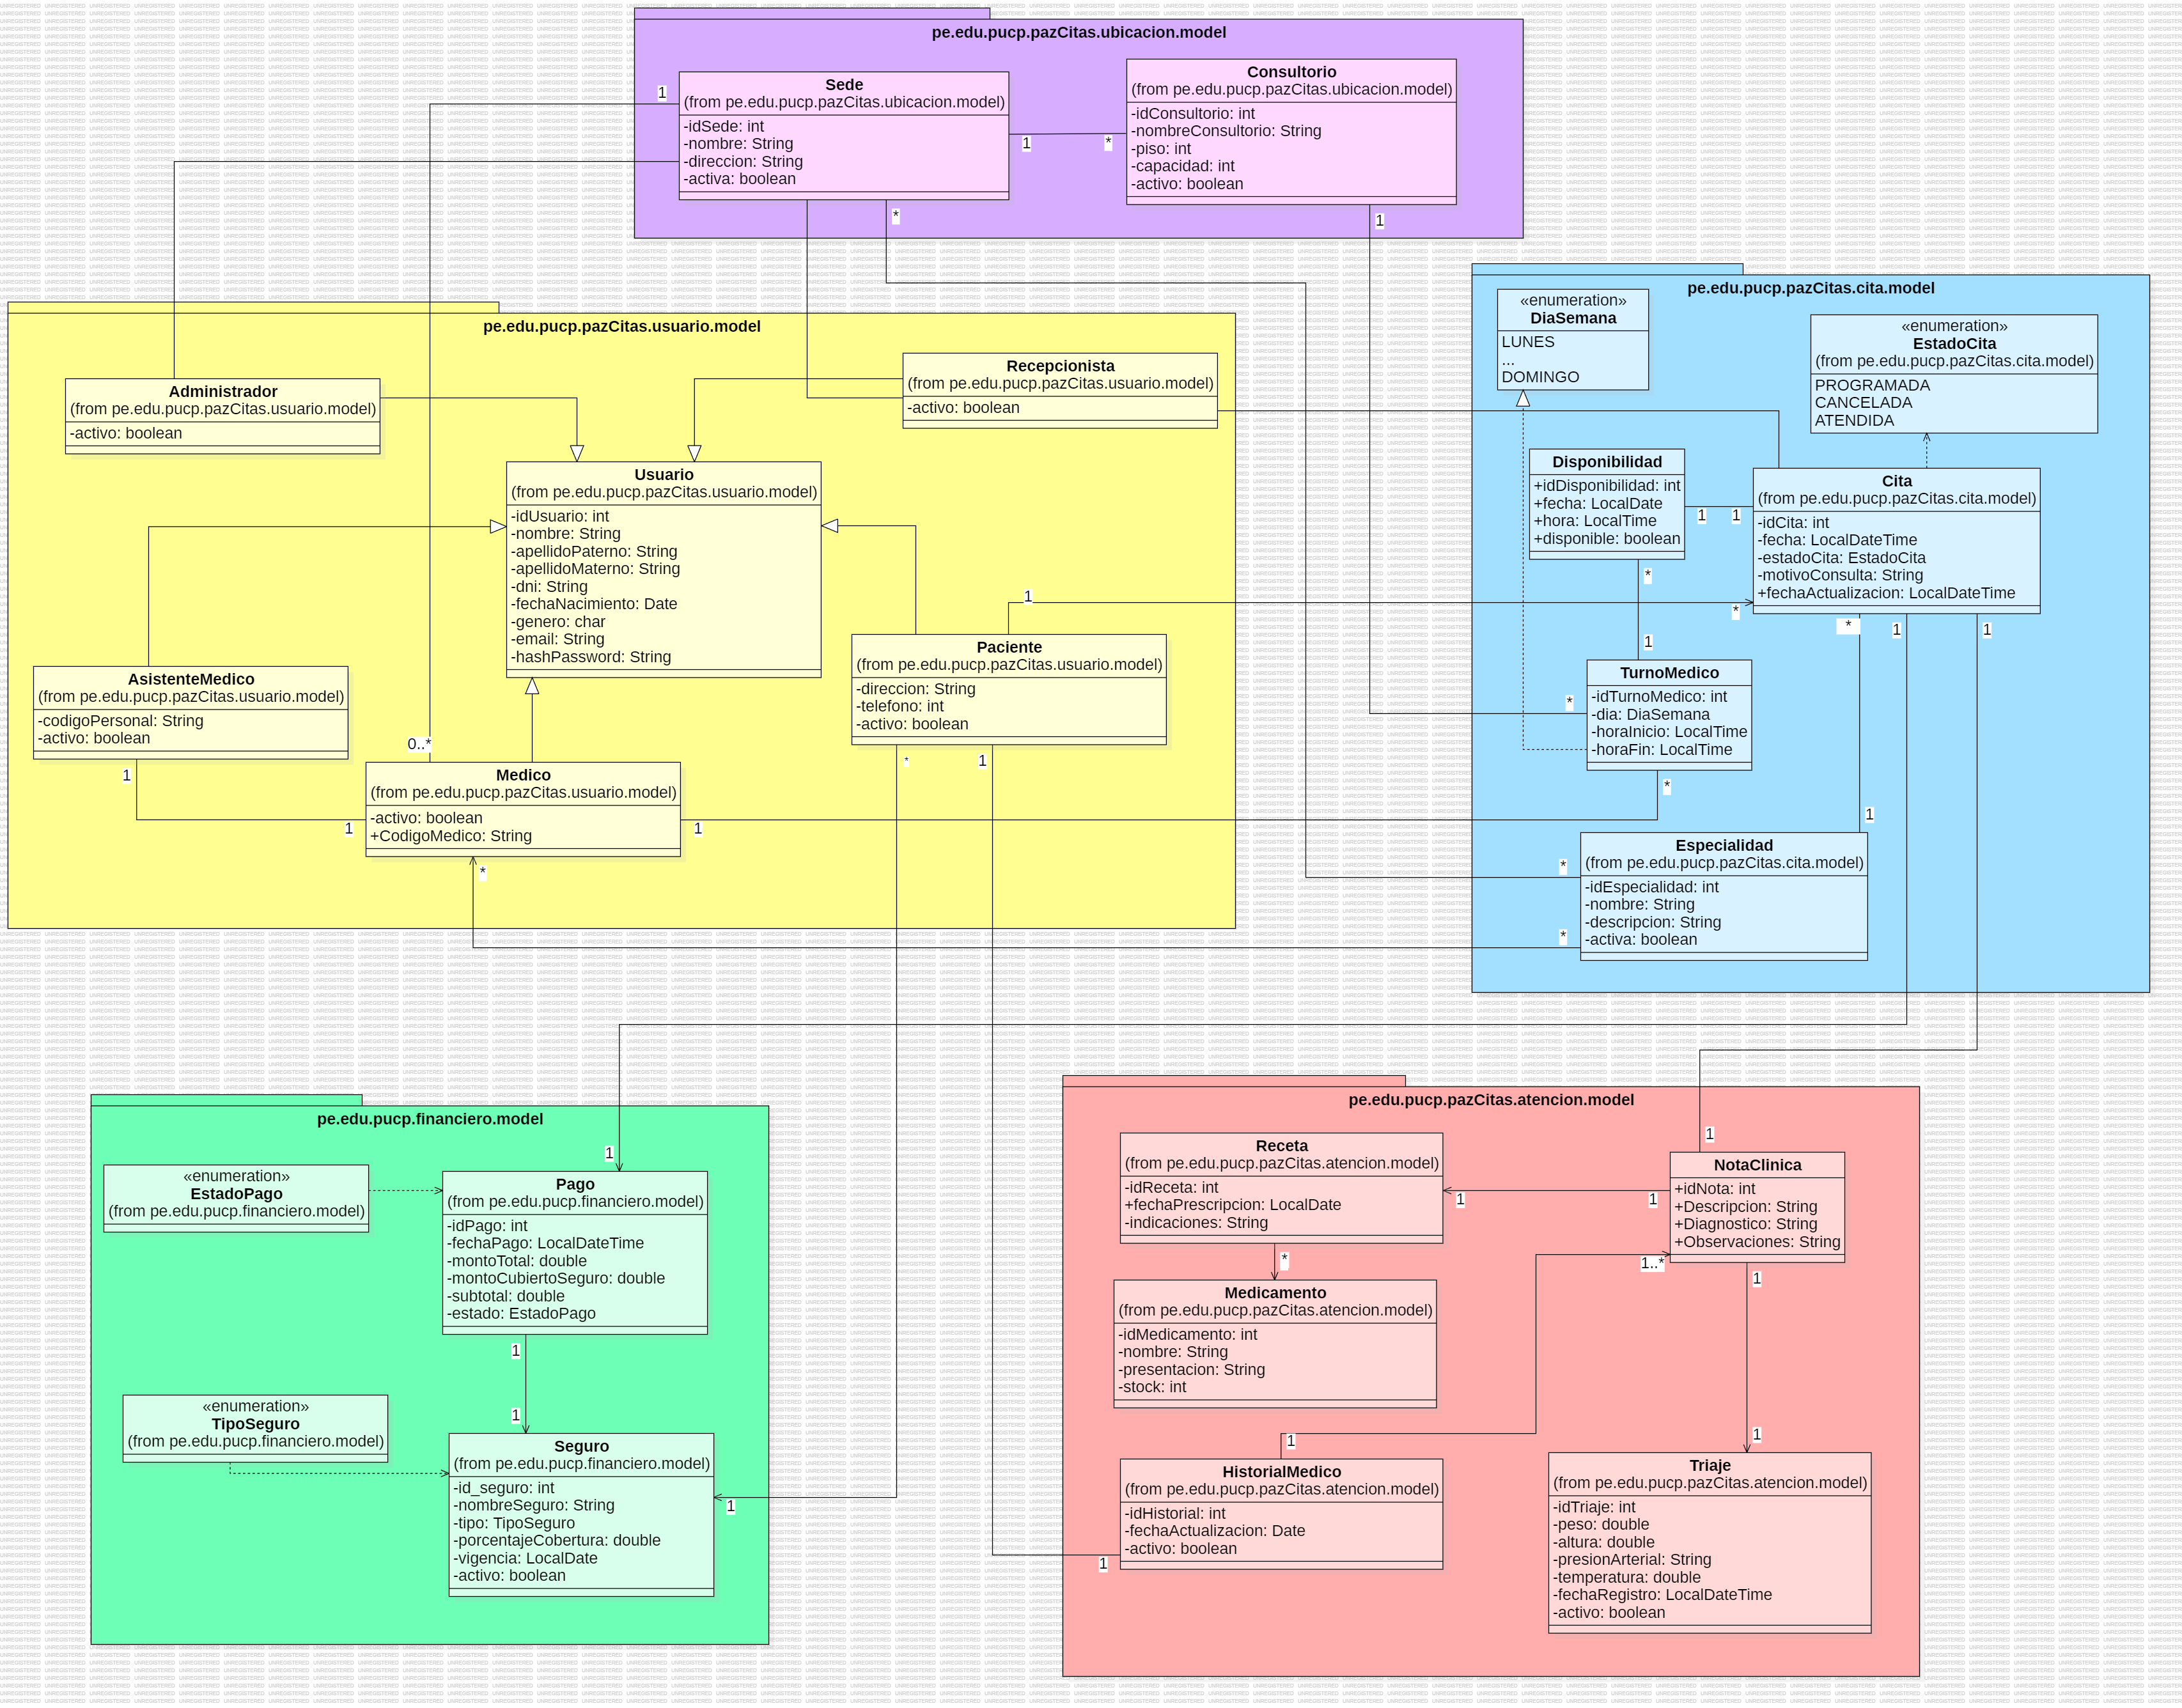 pe.edu.pucp.pazCitas.ubicacion.model
Sede
(from pe.edu.pucp.pazCitas.ubicacion.model)
-idSede: int
-nombre: String
-direccion: String
-activa: boolean
1
1
*
*
Consultorio
(from pe.edu.pucp.pazCitas.ubicacion.model)
-idConsultorio: int
-nombreConsultorio: String
-piso: int
-capacidad: int
-activo: boolean
1
pe.edu.pucp.pazCitas.usuario.model
Administrador
(from pe.edu.pucp.pazCitas.usuario.model)
-activo: boolean
Recepcionista
(from pe.edu.pucp.pazCitas.usuario.model)
-activo: boolean
Usuario
(from pe.edu.pucp.pazCitas.usuario.model)
-idUsuario: int
-nombre: String
-apellidoPaterno: String
-apellidoMaterno: String
-dni: String
-fechaNacimiento: Date
-genero: char
-email: String
-hashPassword: String
AsistenteMedico
(from pe.edu.pucp.pazCitas.usuario.model)
-codigoPersonal: String
-activo: boolean
1
1
Paciente
(from pe.edu.pucp.pazCitas.usuario.model)
-direccion: String
-telefono: int
-activo: boolean
*
1
0..*
Medico
(from pe.edu.pucp.pazCitas.usuario.model)
-activo: boolean
+CodigoMedico: String
1
1
*
pe.edu.pucp.pazCitas.cita.model
«enumeration»
DiaSemana
LUNES
...
DOMINGO
«enumeration»
EstadoCita
(from pe.edu.pucp.pazCitas.cita.model)
PROGRAMADA
CANCELADA
ATENDIDA
Disponibilidad
+idDisponibilidad: int
+fecha: LocalDate
+hora: LocalTime
+disponible: boolean
1
1
*
1
Cita
(from pe.edu.pucp.pazCitas.cita.model)
-idCita: int
-fecha: LocalDateTime
-estadoCita: EstadoCita
-motivoConsulta: String
+fechaActualizacion: LocalDateTime
*
*
1
1
TurnoMedico
-idTurnoMedico: int
-dia: DiaSemana
-horaInicio: LocalTime
-horaFin: LocalTime
*
*
1
Especialidad
(from pe.edu.pucp.pazCitas.cita.model)
-idEspecialidad: int
-nombre: String
-descripcion: String
-activa: boolean
*
*
pe.edu.pucp.financiero.model
«enumeration»
EstadoPago
(from pe.edu.pucp.financiero.model)
1
Pago
(from pe.edu.pucp.financiero.model)
-idPago: int
-fechaPago: LocalDateTime
-montoTotal: double
-montoCubiertoSeguro: double
-subtotal: double
-estado: EstadoPago
1
1
«enumeration»
TipoSeguro
(from pe.edu.pucp.financiero.model)
Seguro
(from pe.edu.pucp.financiero.model)
-id_seguro: int
-nombreSeguro: String
-tipo: TipoSeguro
-porcentajeCobertura: double
-vigencia: LocalDate
-activo: boolean
1
pe.edu.pucp.pazCitas.atencion.model
Receta
(from pe.edu.pucp.pazCitas.atencion.model)
-idReceta: int
+fechaPrescripcion: LocalDate
-indicaciones: String
1
1
*
1
NotaClinica
+idNota: int
+Descripcion: String
+Diagnostico: String
+Observaciones: String
1..*
1
Medicamento
(from pe.edu.pucp.pazCitas.atencion.model)
-idMedicamento: int
-nombre: String
-presentacion: String
-stock: int
1
HistorialMedico
(from pe.edu.pucp.pazCitas.atencion.model)
-idHistorial: int
-fechaActualizacion: Date
-activo: boolean
1
1
Triaje
(from pe.edu.pucp.pazCitas.atencion.model)
-idTriaje: int
-peso: double
-altura: double
-presionArterial: String
-temperatura: double
-fechaRegistro: LocalDateTime
-activo: boolean
UNREGISTERED